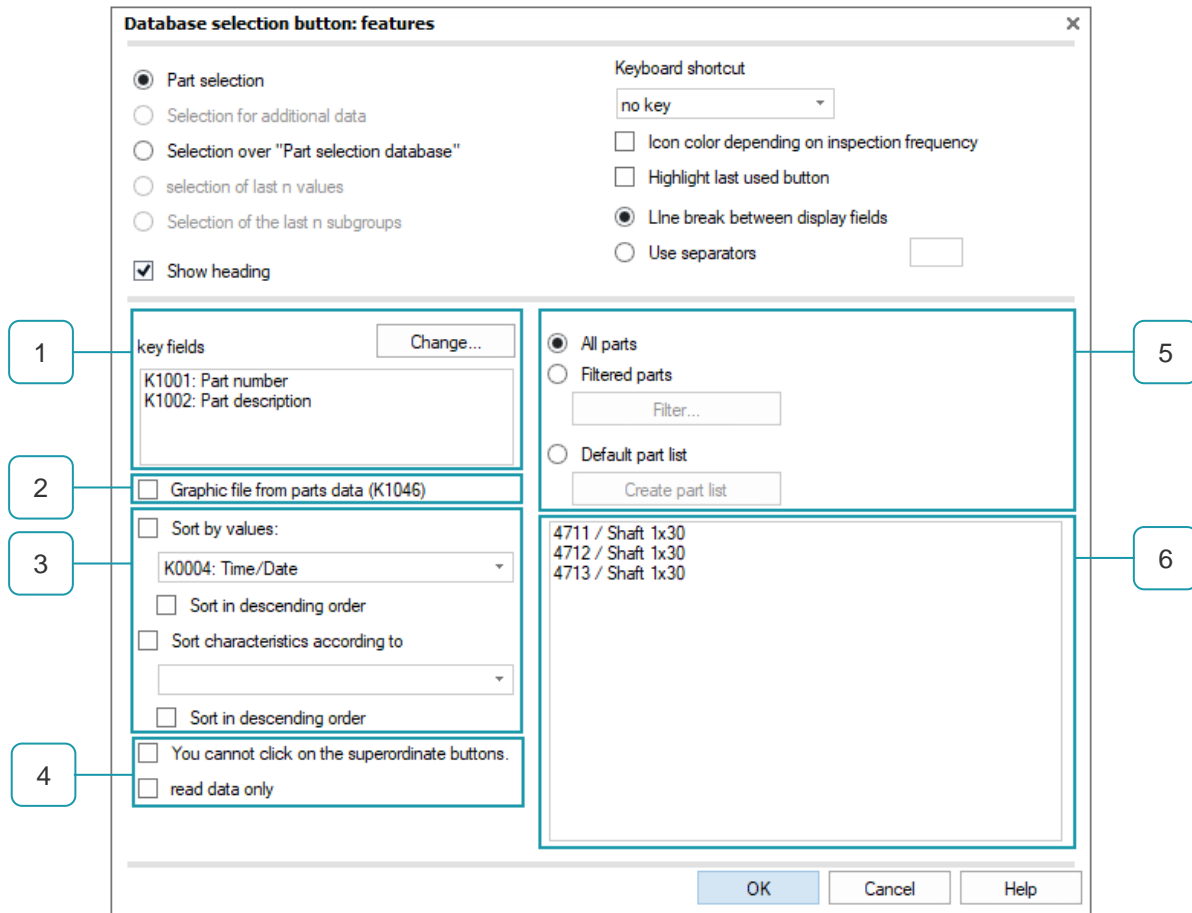 Database selection button: features
Part selection
Selection for additional data
Selection over "Part selection database"
selection of last n values
Selection of the last n subgroups
Show heading
Keyboard shortcut
no key
Icon color depending on inspection frequency
Highlight last used button
LIne break between display fields
Use separators
1
key fields
Change...
K1001: Part number
K1002: Part description
2
Graphic file from parts data (K1046)
3
Sort by values:
K0004: Time/Date
Sort in descending order
Sort characteristics according to
Sort in descending order
4
You cannot click on the superordinate buttons.
read data only
5
All parts
Filtered parts
Filter...
Default part list
Create part list
6
4711 / Shaft 1x30
4712 / Shaft 1x30
4713 / Shaft 1x30
OK
Cancel
Help